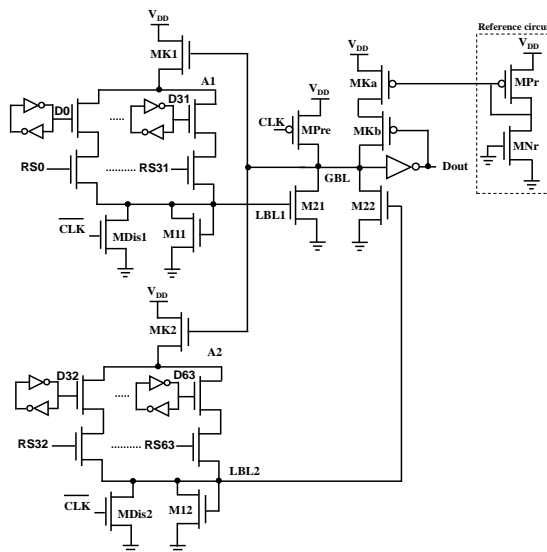 Reference circui
VDD
VDD
VDD
MK1
MKa
MPr
A1
D0
D31
.....
VDD
CLK
MPre
MKb
MNr
RS0
..........
RS31
GBL
Dout
LBL1
M21
M22
CLK
MDis1
M11
VDD
MK2
A2
D32
D63
.....
RS32
..........
RS63
LBL2
CLK
MDis2
M12